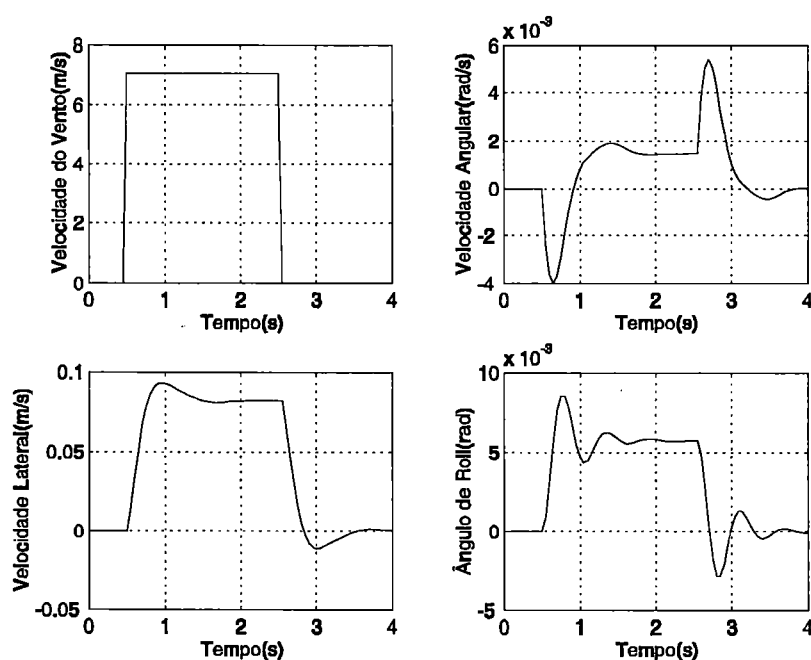 Velocidade do Vento(m/s)
8
6
4
2
0
0 1 2 3 4
Tempo(s)
x 10⁻³
Velocidade Angular(rad/s)
6
4
2
0
-2
-4
0 1 2 3 4
Tempo(s)
Velocidade Lateral(m/s)
0.1
0.05
0
-0.05
0 1 2 3 4
Tempo(s)
x 10⁻³
Ângulo de Roll(rad)
10
5
0
-5
0 1 2 3 4
Tempo(s)